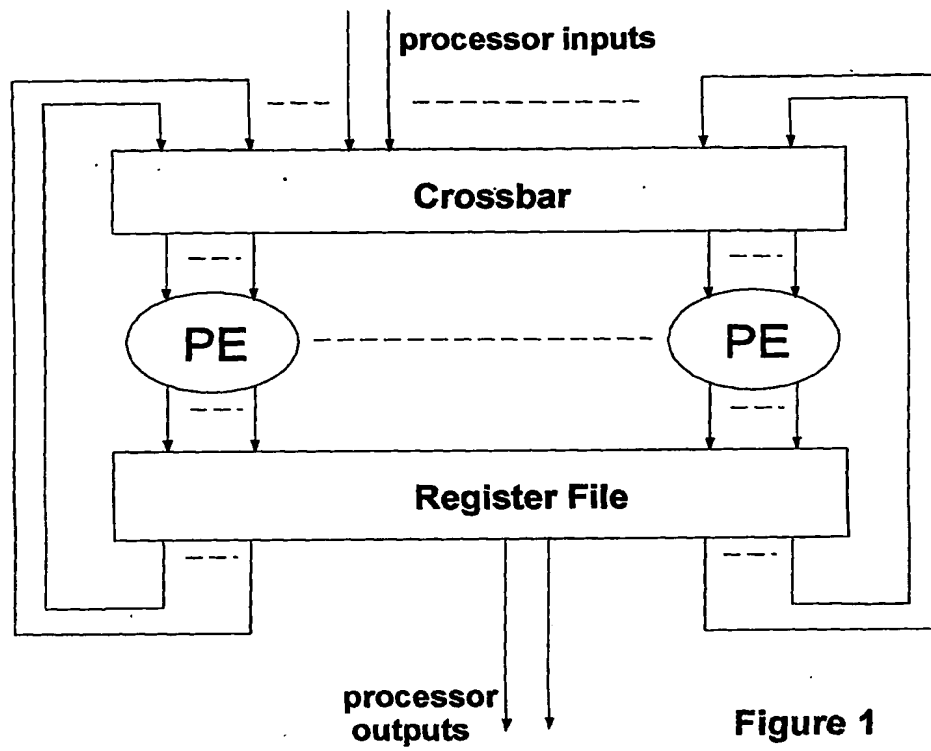 processor inputs
Crossbar
PE
PE
Register File
processor
outputs
Figure 1